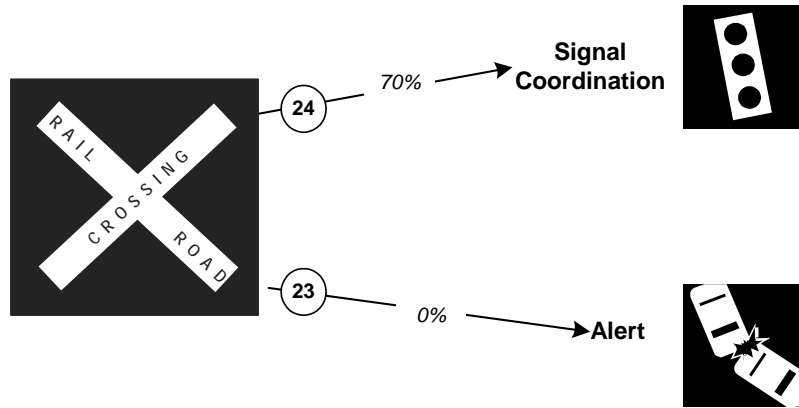 Signal
Coordination
70%
24
RAIL
CROSSING
ROAD
23
0%
Alert